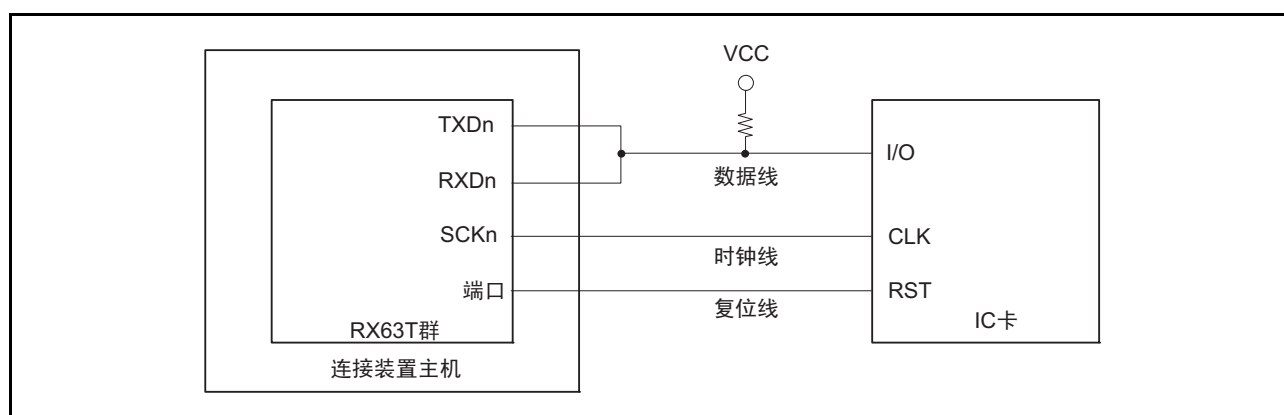 VCC
TXDn
I/O
数据线
RXDn
SCKn
CLK
时钟线
端口
RST
复位线
RX63T群
IC卡
连接装置主机